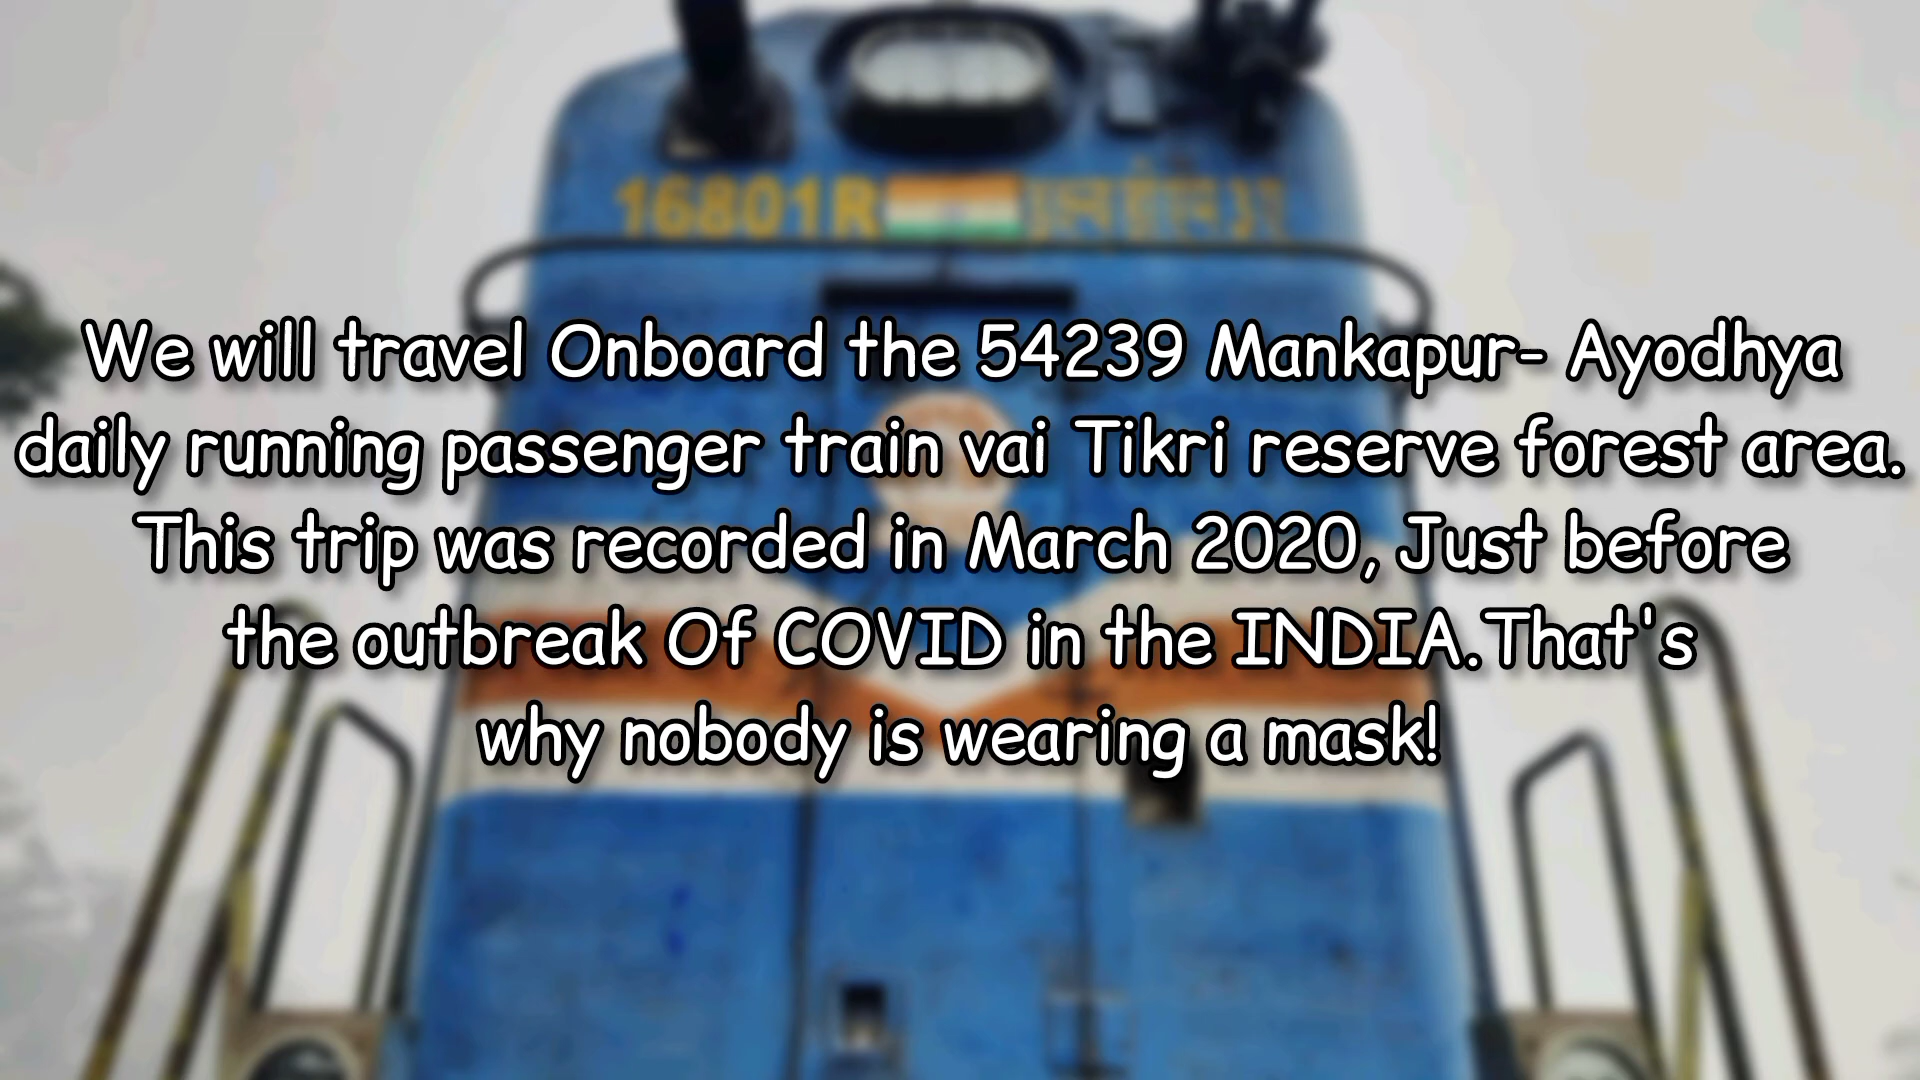 16801R
We will travel Onboard the 54239 Mankapur- Ayodhya
daily running passenger train vai Tikri reserve forest area.
This trip was recorded in March 2020, Just before
the outbreak Of COVID in the INDIA.That's
why nobody is wearing a mask!